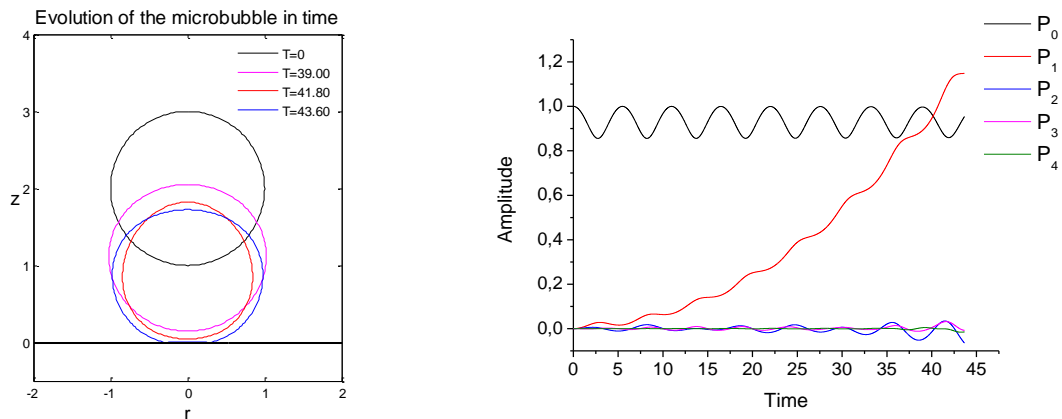 Evolution of the microbubble in time
4
3
2
1
0
-2
-1
0
1
2
z
r
T=0
T=39.00
T=41.80
T=43.60
1,2
1,0
0,8
0,6
0,4
0,2
0,0
0
5
10
15
20
25
30
35
40
45
Amplitude
Time
P0
P1
P2
P3
P4